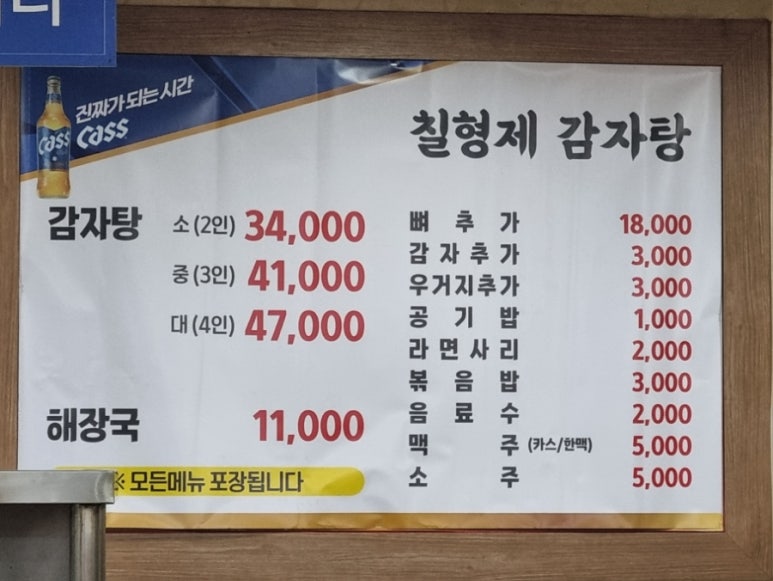 진짜가 되는 시간
Cass
Cass
칠형제 감자탕
감자탕 소 (2인) 34,000
중 (3인) 41,000
대 (4인) 47,000
해장국 11,000
※ 모든메뉴 포장됩니다
뼈추가 18,000
감자추가 3,000
우거지추가 3,000
공기밥 1,000
라면사리 2,000
볶음밥 3,000
음료수 2,000
맥주 (카스/한맥) 5,000
소주 5,000